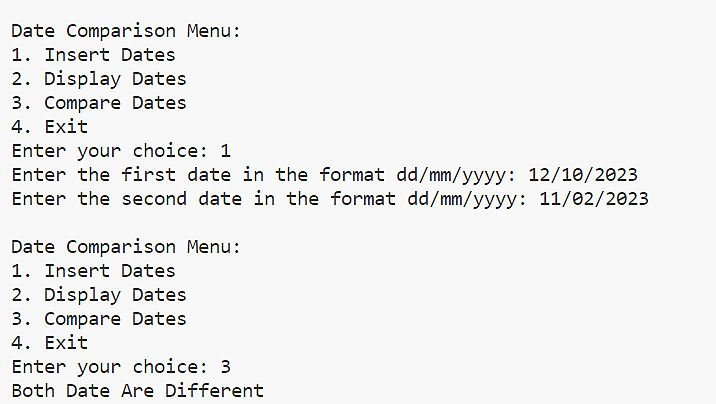 Date Comparison Menu:
1. Insert Dates
2. Display Dates
3. Compare Dates
4. Exit
Enter your choice: 1
Enter the first date in the format dd/mm/yyyy: 12/10/2023
Enter the second date in the format dd/mm/yyyy: 11/02/2023
Date Comparison Menu:
1. Insert Dates
2. Display Dates
3. Compare Dates
4. Exit
Enter your choice: 3
Both Date Are Different